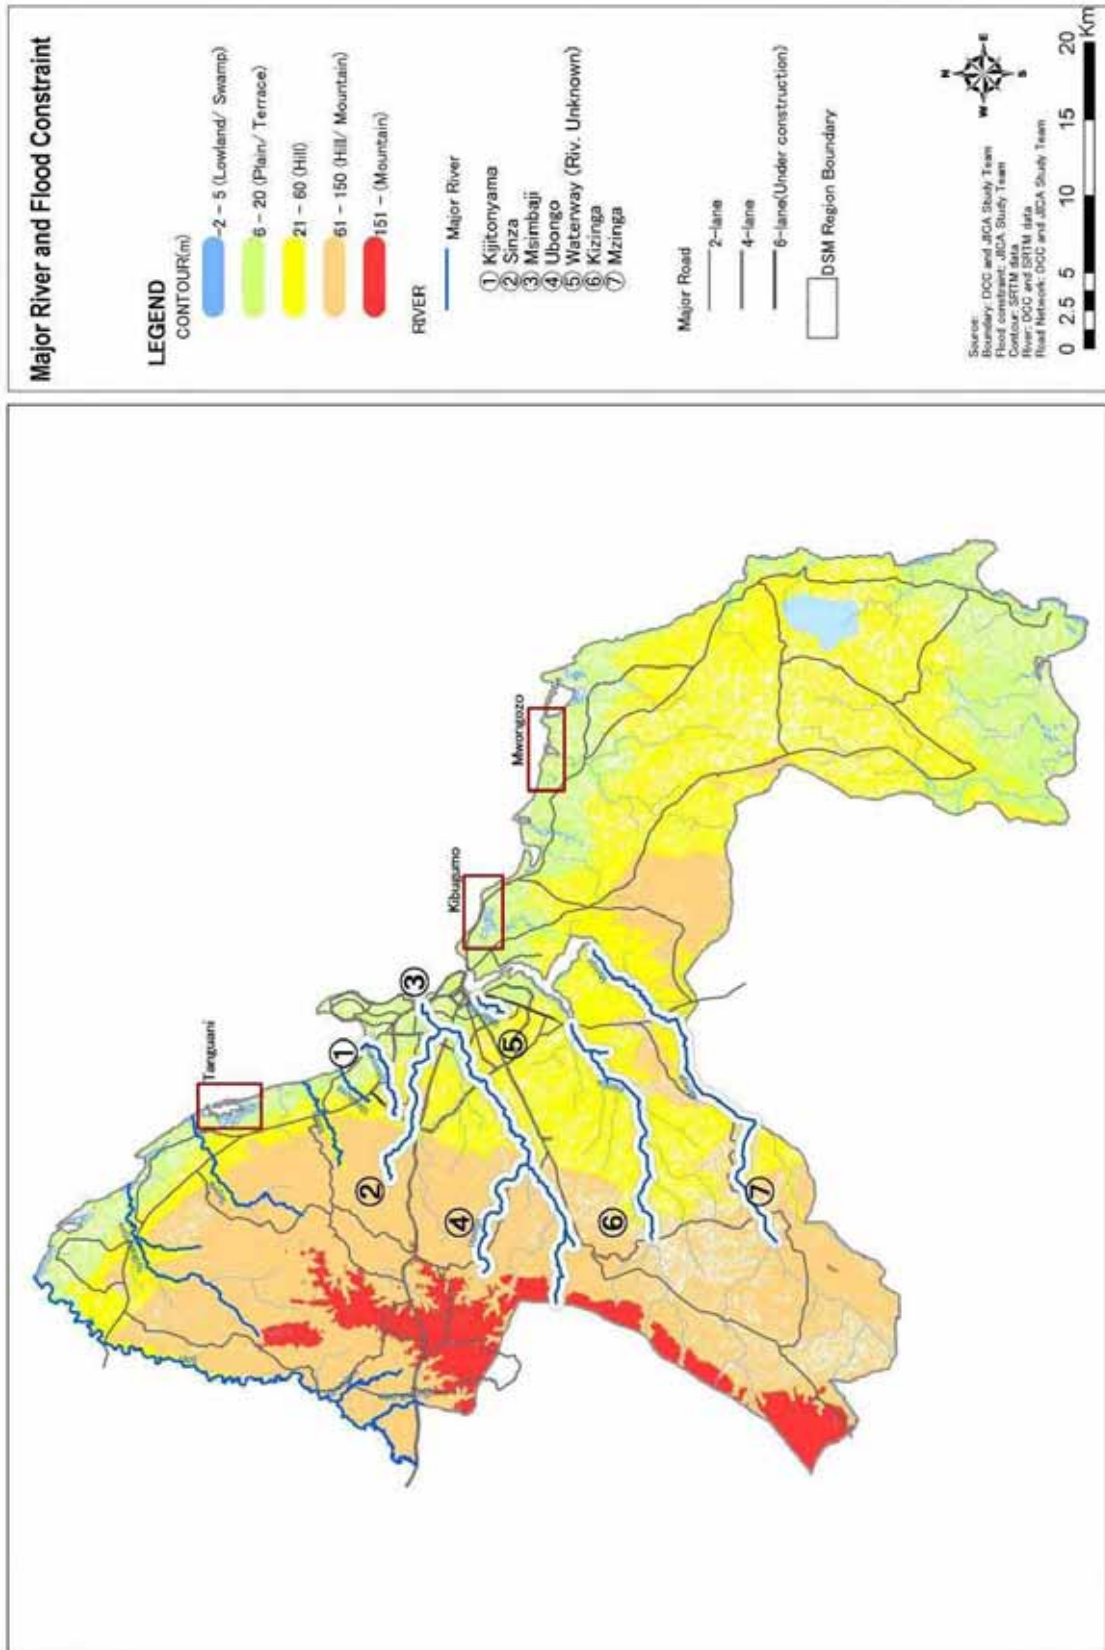 Major River and Flood Constraint
LEGEND
CONTOUR(m)
-2 - 5 (Lowland/ Swamp)
6 - 20 (Plain/ Terrace)
21 - 60 (Hill)
61 - 150 (Hill/ Mountain)
151 - (Mountain)
RIVER
Major River
① Kijitonyama
② Sinza
③ Msimbaji
④ Ubongo
⑤ Waterway (Riv. Unknown)
⑥ Kizinga
⑦ Mzinga
Major Road
2-lane
4-lane
6-lane(Under construction)
DSM Region Boundary
N
W
E
S
Source:
Boundary: DCC and JICA Study Team
Flood constraint: JICA Study Team
Contour: SRTM data
River: DCC and SRTM data
Road Network: DCC and JICA Study Team
0 2.5 5 10 15 20
Km
Tanguani
Kibugumo
Mwongozo
①
②
③
④
⑤
⑥
⑦